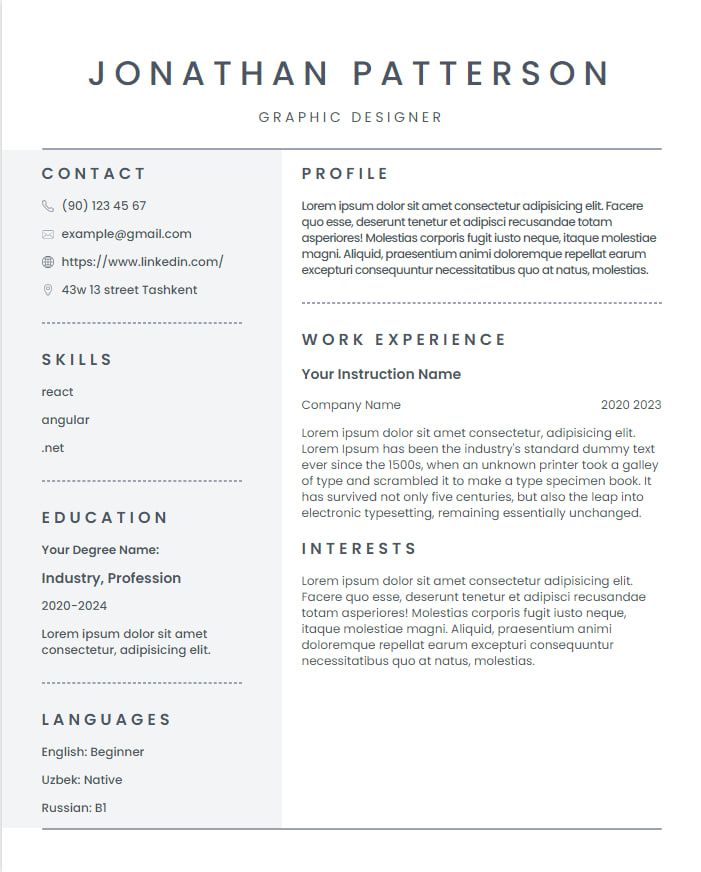 JONATHAN PATTERSON
GRAPHIC DESIGNER
CONTACT
(90) 123 45 67
example@gmail.com
https://www.linkedin.com/
43w 13 street Tashkent
SKILLS
react
angular
.net
EDUCATION
Your Degree Name:
Industry, Profession
2020-2024
Lorem ipsum dolor sit amet
consectetur, adipisicing elit.
LANGUAGES
English: Beginner
Uzbek: Native
Russian: B1
PROFILE
Lorem ipsum dolor sit amet consectetur adipisicing elit. Facere
quo esse, deserunt tenetur et adipisci recusandae totam
asperiores! Molestias corporis fugit iusto neque, itaque molestiae
magni. Aliquid, praesentium animi doloremque repellat earum
excepturi consequuntur necessitatibus quo at natus, molestias.
WORK EXPERIENCE
Your Instruction Name
Company Name 2020 2023
Lorem ipsum dolor sit amet consectetur, adipisicing elit.
Lorem Ipsum has been the industry's standard dummy text
ever since the 1500s, when an unknown printer took a galley
of type and scrambled it to make a type specimen book. It
has survived not only five centuries, but also the leap into
electronic typesetting, remaining essentially unchanged.
INTERESTS
Lorem ipsum dolor sit amet consectetur adipisicing elit.
Facere quo esse, deserunt tenetur et adipisci recusandae
totam asperiores! Molestias corporis fugit iusto neque,
itaque molestiae magni. Aliquid, praesentium animi
doloremque repellat earum excepturi consequuntur
necessitatibus quo at natus, molestias.